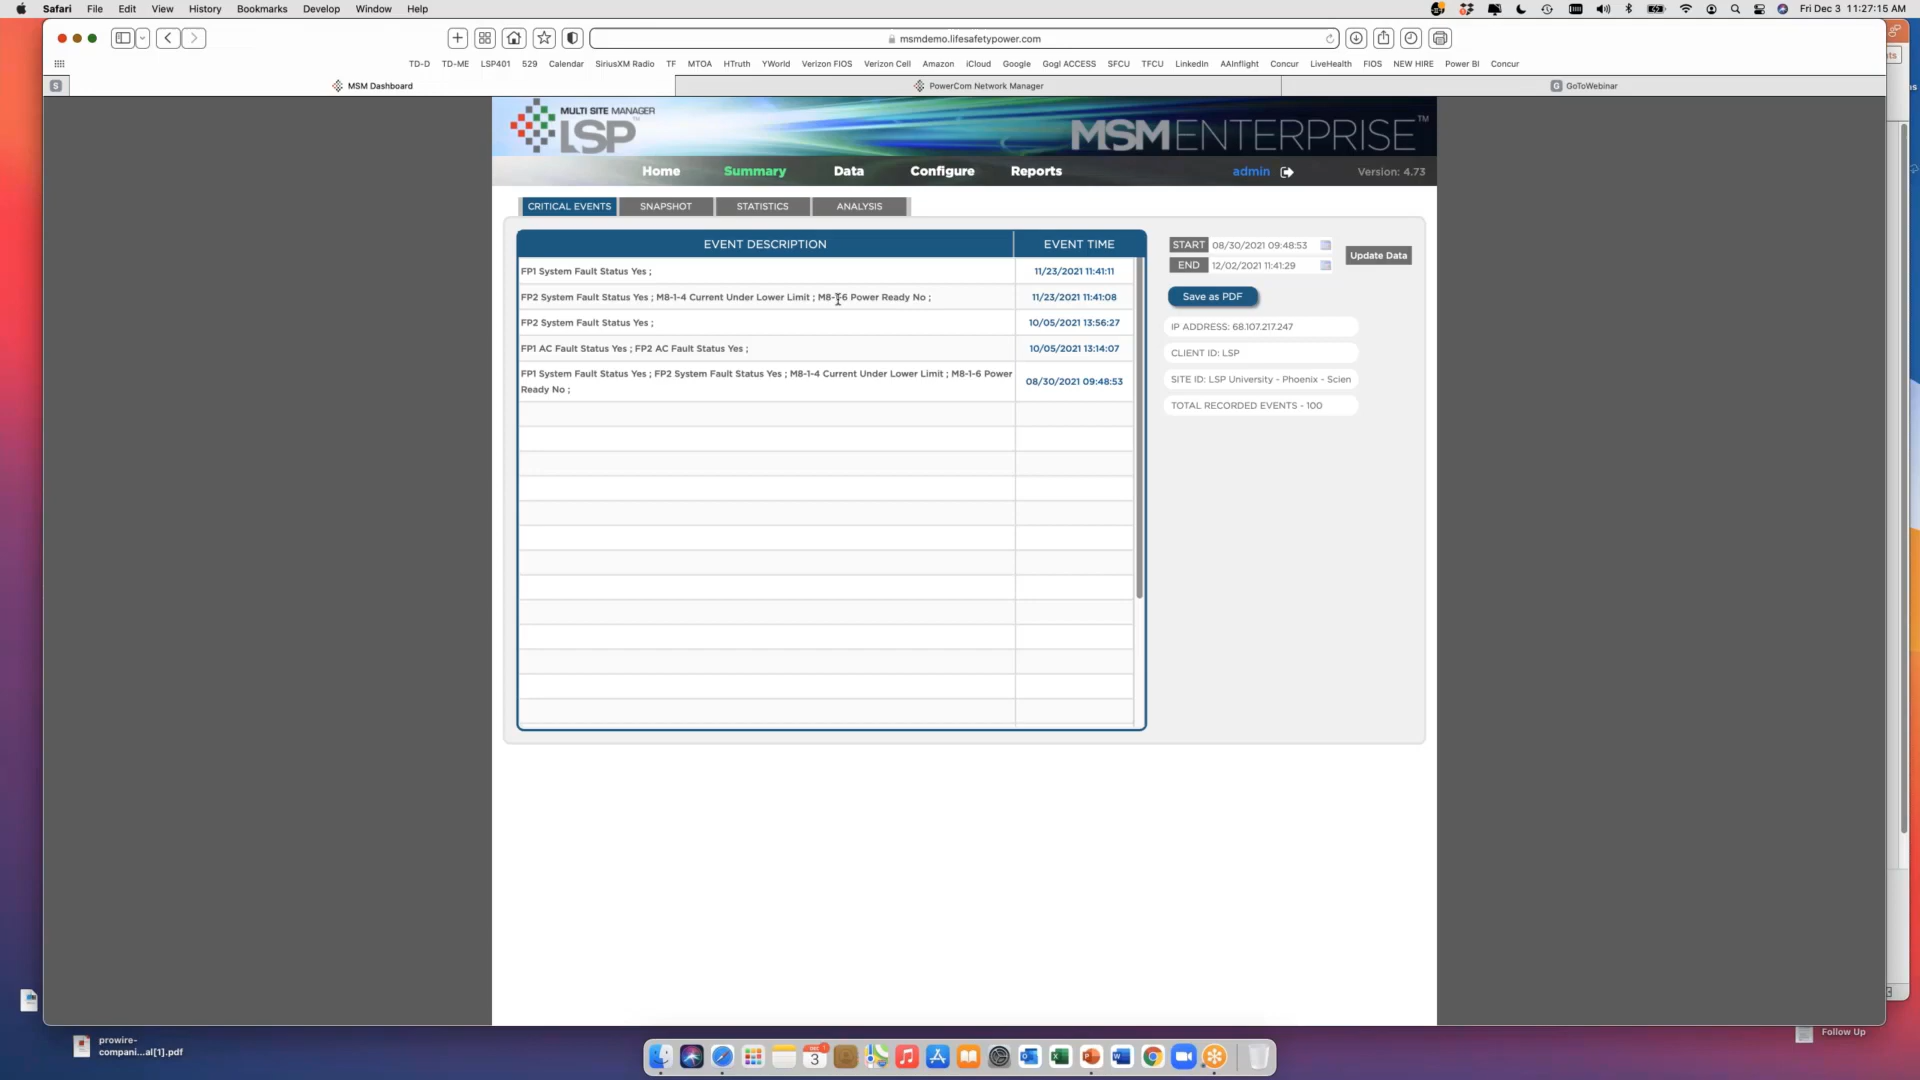 Safari File Edit View History Bookmarks Develop Window Help
Fri Dec 3 11:27:15 AM
msmdemo.lifesafetypower.com
TD-D TD-ME LSP401 529 Calendar SiriusXM Radio TF MTOA HTruth YWorld Verizon FIOS Verizon Cell Amazon iCloud Google Gogl ACCESS SFCU TFCU LinkedIn AAInflight Concur LiveHealth FIOS NEW HIRE Power BI Concur
S MSM Dashboard PowerCom Network Manager G GoToWebinar
MULTI SITE MANAGER
LSP™
MSMENTERPRISE™
Home Summary Data Configure Reports admin Version: 4.73
CRITICAL EVENTS SNAPSHOT STATISTICS ANALYSIS
EVENT DESCRIPTION EVENT TIME
FP1 System Fault Status Yes ; 11/23/2021 11:41:11
FP2 System Fault Status Yes ; M8-1-4 Current Under Lower Limit ; M8-1-6 Power Ready No ; 11/23/2021 11:41:08
FP2 System Fault Status Yes ; 10/05/2021 13:56:27
FP1 AC Fault Status Yes ; FP2 AC Fault Status Yes ; 10/05/2021 13:14:07
FP1 System Fault Status Yes ; FP2 System Fault Status Yes ; M8-1-4 Current Under Lower Limit ; M8-1-6 Power
Ready No ; 08/30/2021 09:48:53
START 08/30/2021 09:48:53
END 12/02/2021 11:41:29
Update Data
Save as PDF
IP ADDRESS: 68.107.217.247
CLIENT ID: LSP
SITE ID: LSP University - Phoenix - Scien
TOTAL RECORDED EVENTS - 100
prowire-
compani...al[1].pdf
Follow Up
DEC
3